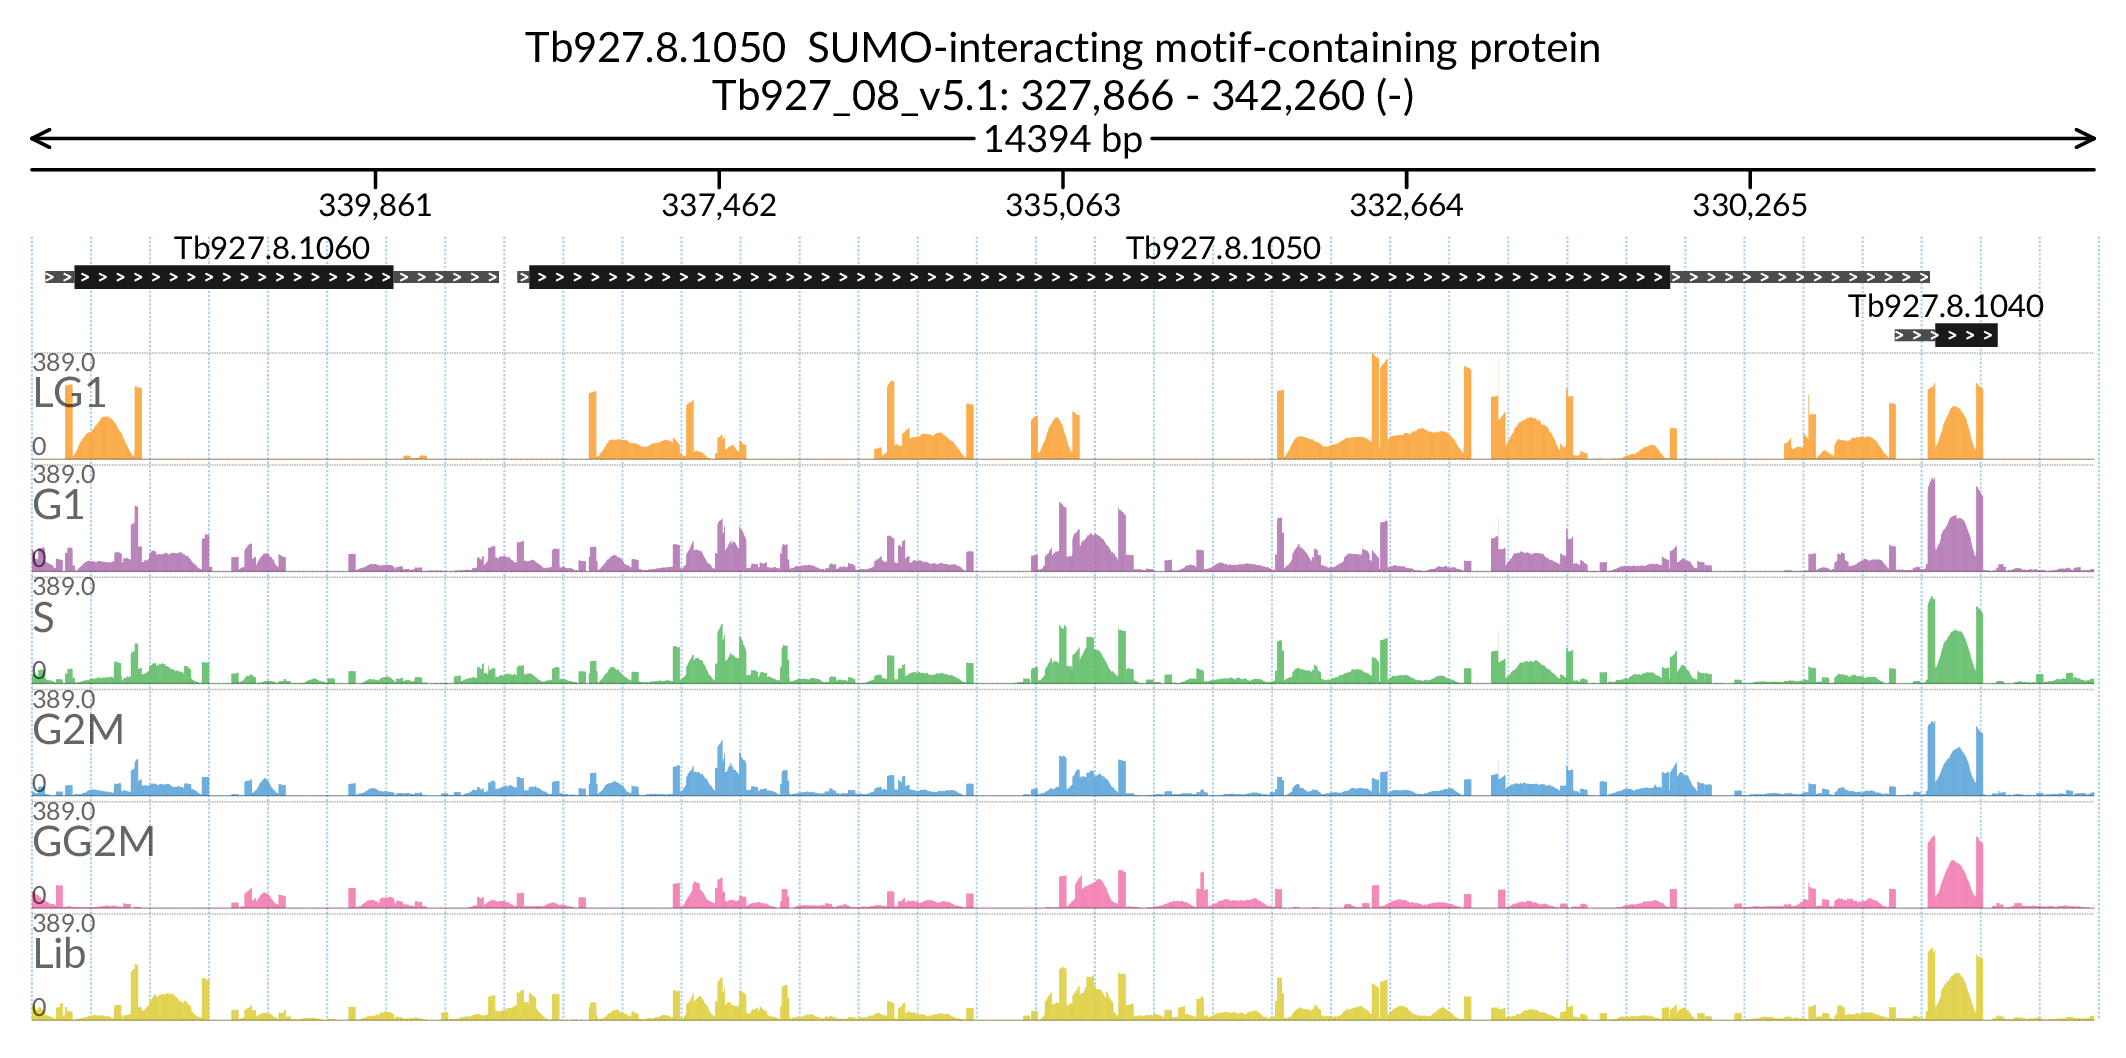 Tb927.8.1050  SUMO-interacting motif-containing protein
Tb927_08_v5.1: 327,866 - 342,260 (-)
14394 bp
339,861 337,462 335,063 332,664 330,265
Tb927.8.1060 Tb927.8.1050
Tb927.8.1040
389.0
LG1
0
389.0
G1
0
389.0
S
0
389.0
G2M
0
389.0
GG2M
0
389.0
Lib
0